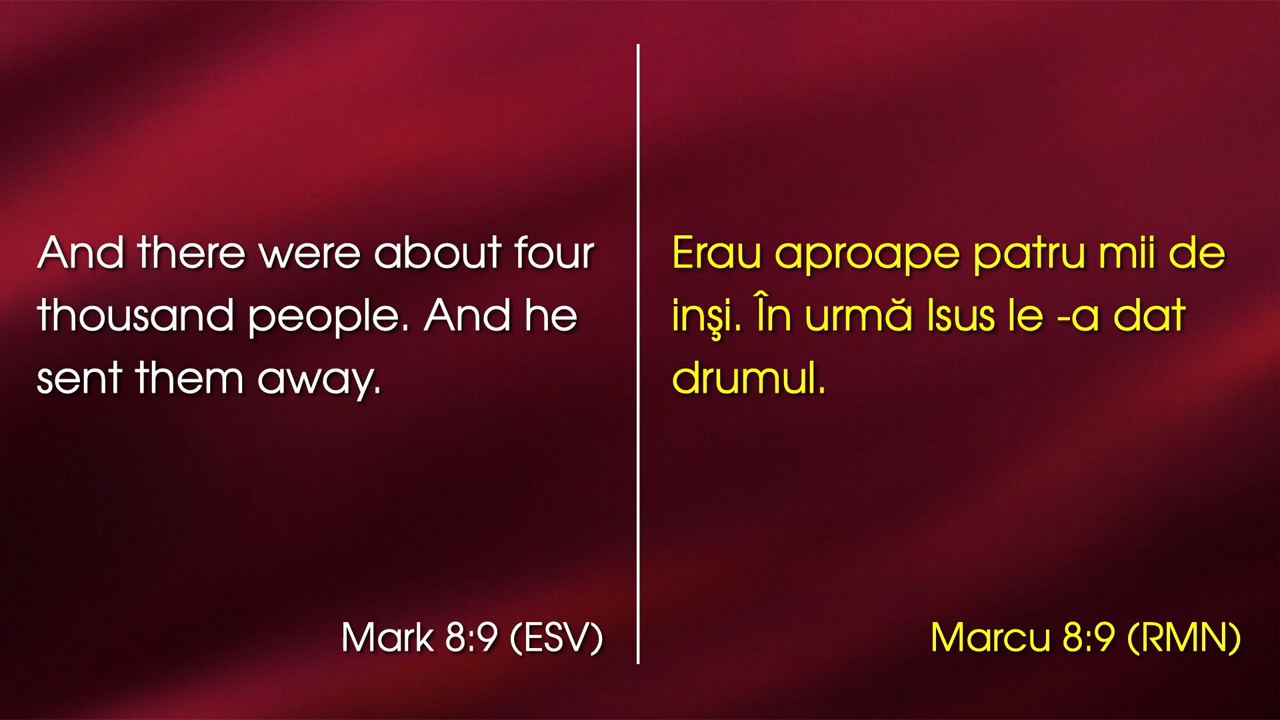 And there were about four
thousand people. And he
sent them away.
Mark 8:9 (ESV)
Erau aproape patru mii de
inşi. În urmă Isus le -a dat
drumul.
Marcu 8:9 (RMN)